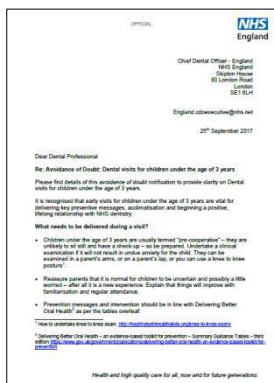 OFFICIAL
NHS
England
Chief Dental Officer - England
NHS England
Skipton House
80 London Road
London
SE1 6LH
England.cdoexecutive@nhs.net
25th September 2017
Dear Dental Professional
Re: Avoidance of Doubt: Dental visits for children under the age of 3 years
Please find details of this avoidance of doubt notification to provide clarity on Dental
visits for children under the age of 3 years.
It is recognised that early visits for children under the age of 3 years are vital for
delivering key preventive messages, acclimatisation and beginning a positive,
lifelong relationship with NHS dentistry.
What needs to be delivered during a visit?
• Children under the age of 3 years are usually termed "pre-cooperative" – they are
unlikely to sit still and have a check-up – so be prepared. Undertake a clinical
examination if it will not result in undue anxiety for the child. They can be
examined in a parent's arms, or on a parent's lap, or you can use a knee to knee
posture1.
• Reassure parents that it is normal for children to be uncertain and possibly a little
worried – after all it is a new experience. Explain that things will improve with
familiarisation and regular attendance.
• Prevention messages and intervention should be in line with Delivering Better
Oral Health2 as per the tables overleaf:
1 How to undertake knee to knee exam:
2 Delivering Better Oral Health – an evidence-based toolkit for prevention – Summary Guidance Tables – third
edition
Health and high quality care for all, now and for future generations